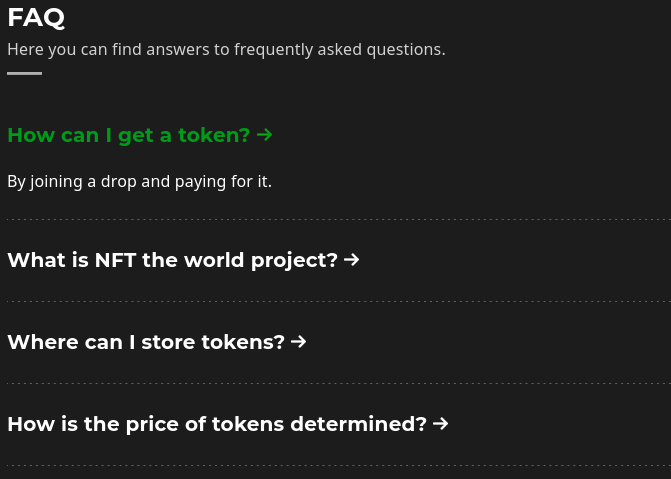 FAQ
Here you can find answers to frequently asked questions.
How can I get a token? →
By joining a drop and paying for it.
What is NFT the world project? →
Where can I store tokens? →
How is the price of tokens determined? →